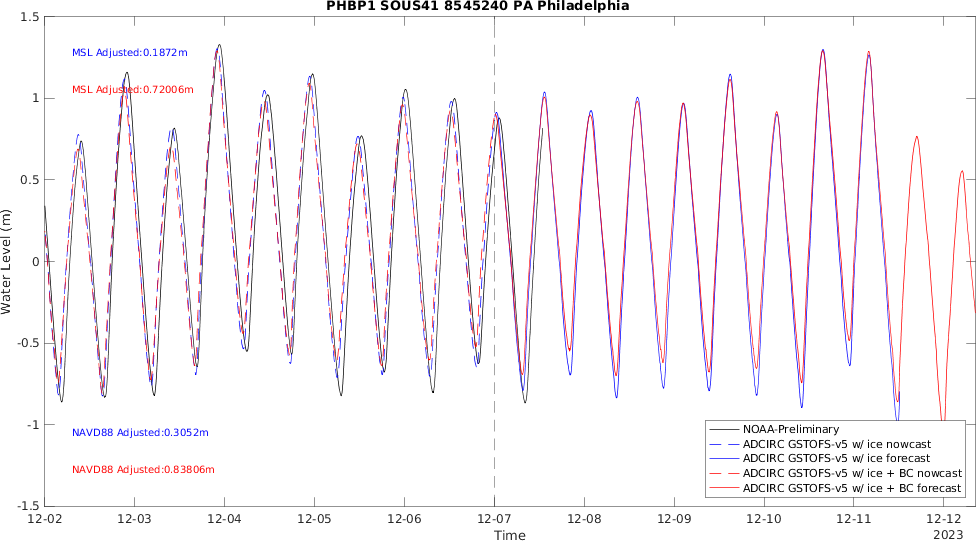 PHBP1 SOUS41 8545240 PA Philadelphia
1.5
MSL Adjusted:0.1872m
MSL Adjusted:0.72006m
1
0.5
0
-0.5
-1
-1.5
Water Level (m)
NAVD88 Adjusted:0.3052m
NAVD88 Adjusted:0.83806m
NOAA-Preliminary
ADCIRC GSTOFS-v5 w/ ice nowcast
ADCIRC GSTOFS-v5 w/ ice forecast
ADCIRC GSTOFS-v5 w/ ice + BC nowcast
ADCIRC GSTOFS-v5 w/ ice + BC forecast
12-02 12-03 12-04 12-05 12-06 12-07 12-08 12-09 12-10 12-11 12-12
Time
2023